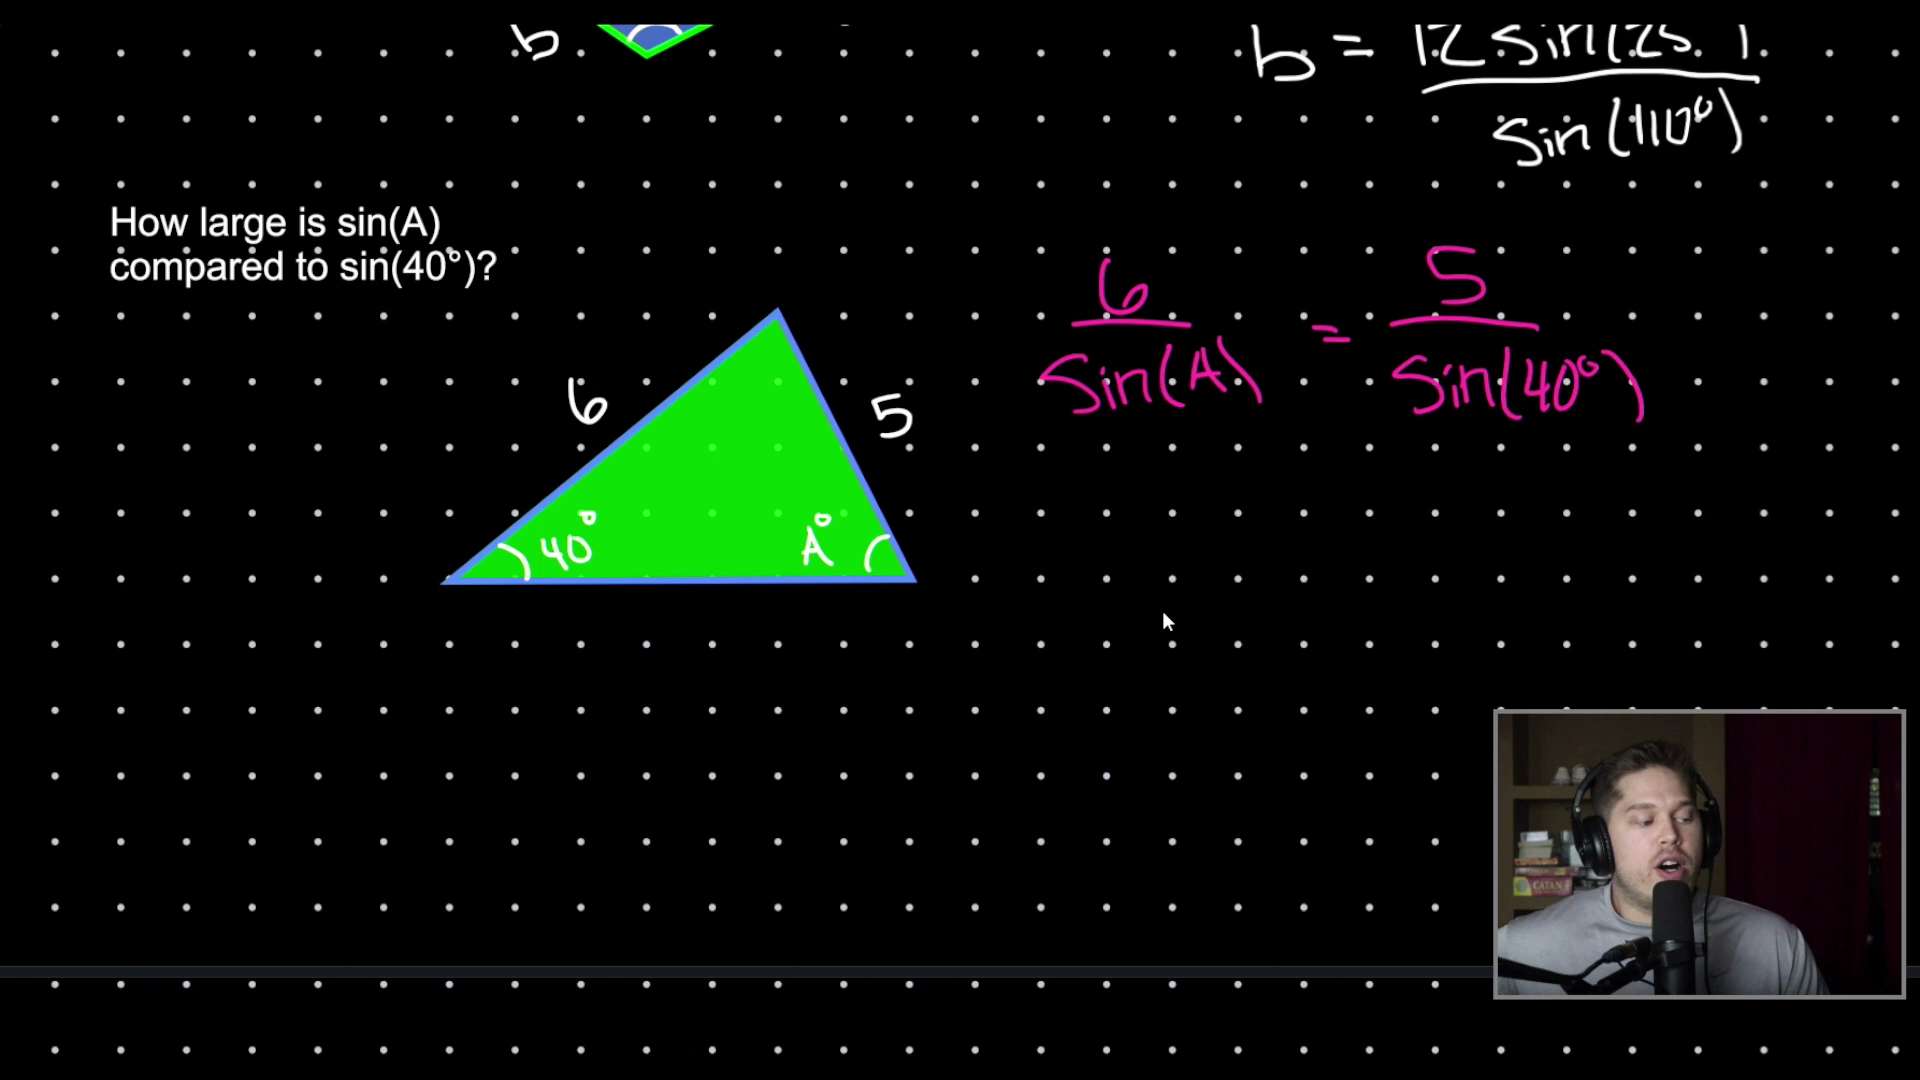 b
b = 12 sin(25°)
sin(110°)
How large is sin(A)
compared to sin(40°)?
6 = 5
sin(A) sin(40°)
6
5
40°
A°
CATAN